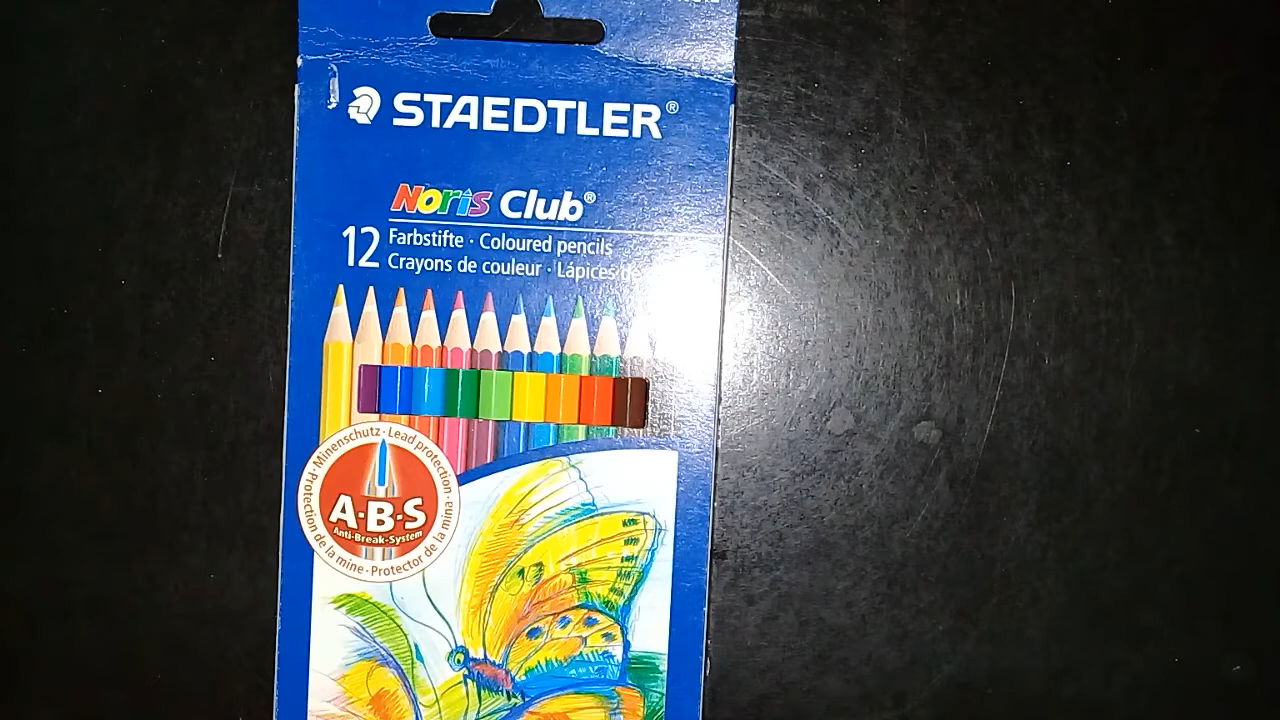 STAEDTLER®
Noris Club®
12 Farbstifte · Coloured pencils
Crayons de couleur · Lápices de
Minenschutz · Lead protection · Protector de la mina · Protection de la mine ·
A·B·S
Anti-Break-System